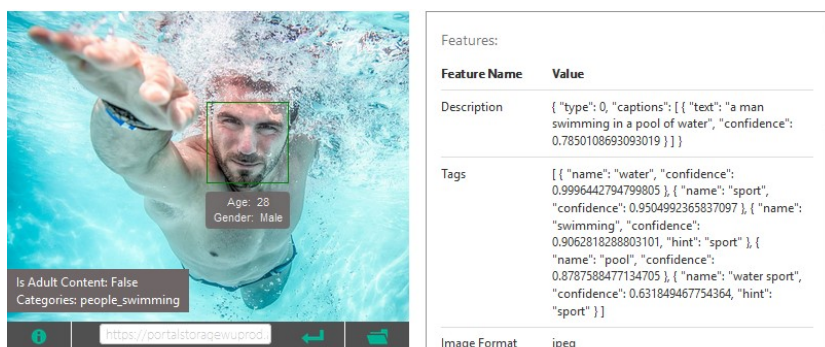 Age: 28
Gender: Male
Is Adult Content: False
Categories: people_swimming
https://portalstoragewuprod.
Features:
Feature Name Value
Description { "type": 0, "captions": [ { "text": "a man
swimming in a pool of water", "confidence":
0.7850108693093019 } ] }
Tags [ { "name": "water", "confidence":
0.9996442794799805 }, { "name": "sport",
"confidence": 0.9504992365837097 }, { "name":
"swimming", "confidence":
0.9062818288803101, "hint": "sport" }, {
"name": "pool", "confidence":
0.8787588477134705 }, { "name": "water sport",
"confidence": 0.631849467754364, "hint":
"sport" } ]
Image Format jpeg